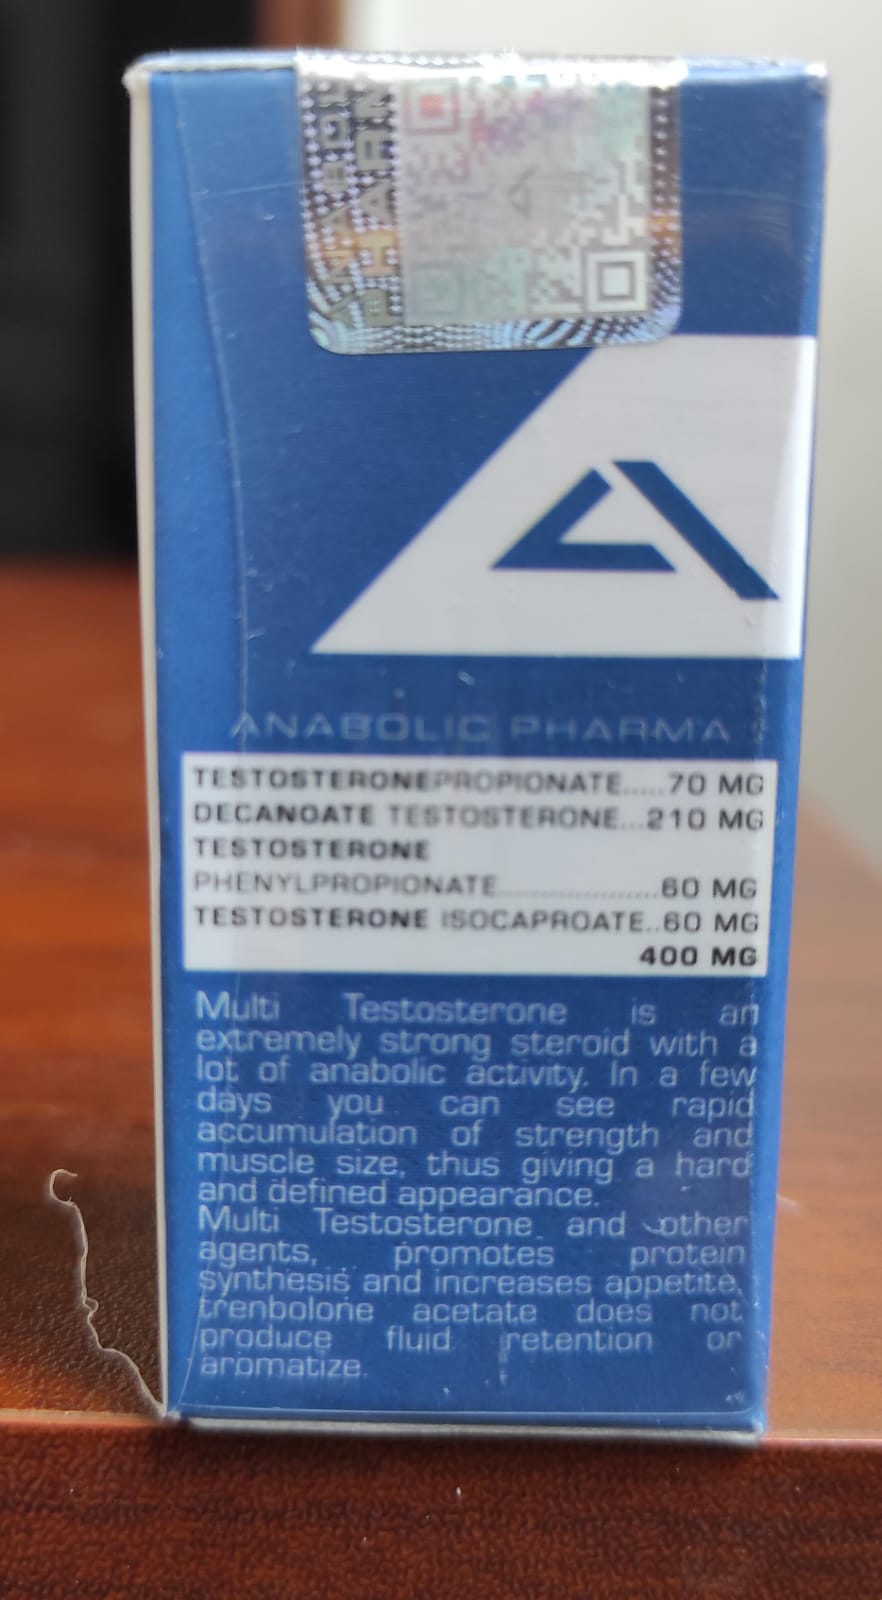 ANABOLIC PHARMA
TESTOSTERONEPROPIONATE.....70 MG
DECANOATE TESTOSTERONE...210 MG
TESTOSTERONE
PHENYLPROPIONATE....................60 MG
TESTOSTERONE ISOCAPROATE..60 MG
400 MG
Multi Testosterone is an
extremely strong steroid with a
lot of anabolic activity. In a few
days you can see rapid
accumulation of strength and
muscle size, thus giving a hard
and defined appearance.
Multi Testosterone and other
agents, promotes protein
synthesis and increases appetite,
trenbolone acetate does not
produce fluid retention or
aromatize.